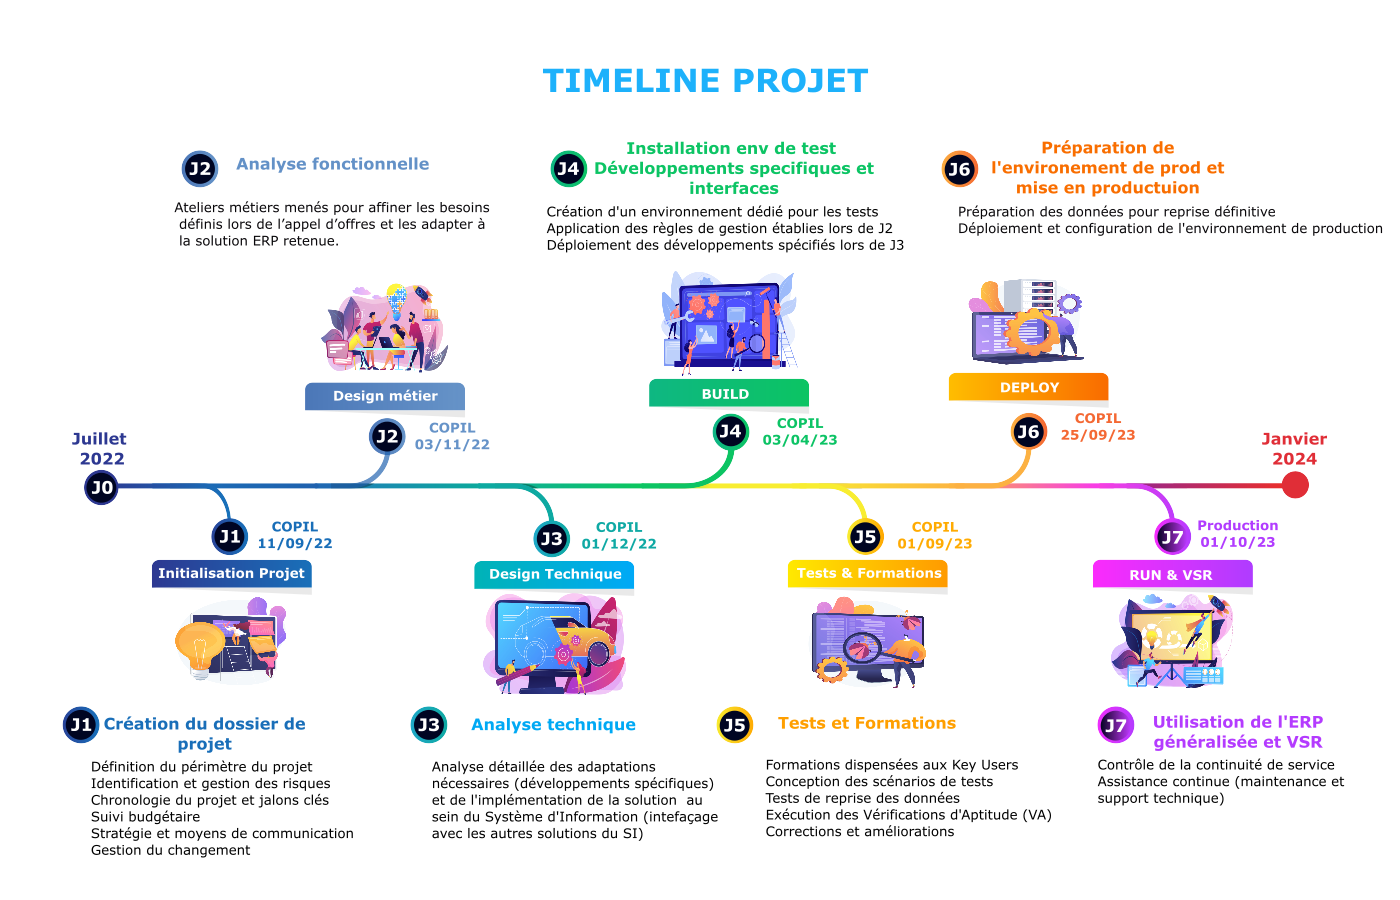 TIMELINE PROJET
J2
Analyse fonctionnelle
Ateliers métiers menés pour affiner les besoins
définis lors de l’appel d’offres et les adapter à
la solution ERP retenue.
J4
Installation env de test
Développements specifiques et
interfaces
Création d'un environnement dédié pour les tests
Application des règles de gestion établies lors de J2
Déploiement des développements spécifiés lors de J3
J6
Préparation de
l'environement de prod et
mise en productuion
Préparation des données pour reprise définitive
Déploiement et configuration de l'environnement de production
Design métier
J2
COPIL
03/11/22
BUILD
J4
COPIL
03/04/23
DEPLOY
J6
COPIL
25/09/23
Juillet
2022
J0
Janvier
2024
J1
COPIL
11/09/22
Initialisation Projet
J3
COPIL
01/12/22
Design Technique
J5
COPIL
01/09/23
Tests & Formations
J7
Production
01/10/23
RUN & VSR
J1
Création du dossier de
projet
Définition du périmètre du projet
Identification et gestion des risques
Chronologie du projet et jalons clés
Suivi budgétaire
Stratégie et moyens de communication
Gestion du changement
J3
Analyse technique
Analyse détaillée des adaptations
nécessaires (développements spécifiques)
et de l'implémentation de la solution  au
sein du Système d'Information (intefaçage
avec les autres solutions du SI)
J5
Tests et Formations
Formations dispensées aux Key Users
Conception des scénarios de tests
Tests de reprise des données
Exécution des Vérifications d'Aptitude (VA)
Corrections et améliorations
J7
Utilisation de l'ERP
généralisée et VSR
Contrôle de la continuité de service
Assistance continue (maintenance et
support technique)